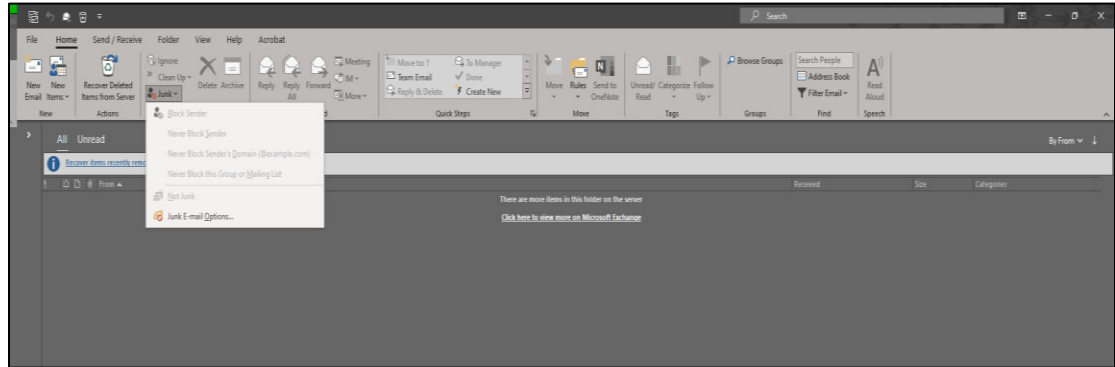 Search
File Home Send / Receive Folder View Help Acrobat
New Email
New Items
Recover Deleted Items from Server
Ignore
Clean Up
Junk
Delete Archive
Reply Reply All Forward
Meeting
IM
More
Move to: ?
Team Email
Reply & Delete
To Manager
Done
Create New
Move Rules Send to OneNote
Unread/ Read Categorize Follow Up
Browse Groups
Search People
Address Book
Filter Email
Read Aloud
New Actions Quick Steps Move Tags Groups Find Speech
Block Sender
Never Block Sender
Never Block Sender's Domain (@example.com)
Never Block this Group or Mailing List
Not Junk
Junk E-mail Options...
All Unread
By From
Recover items recently
From Received Size Categories
There are more items in this folder on the server
Click here to view more on Microsoft Exchange